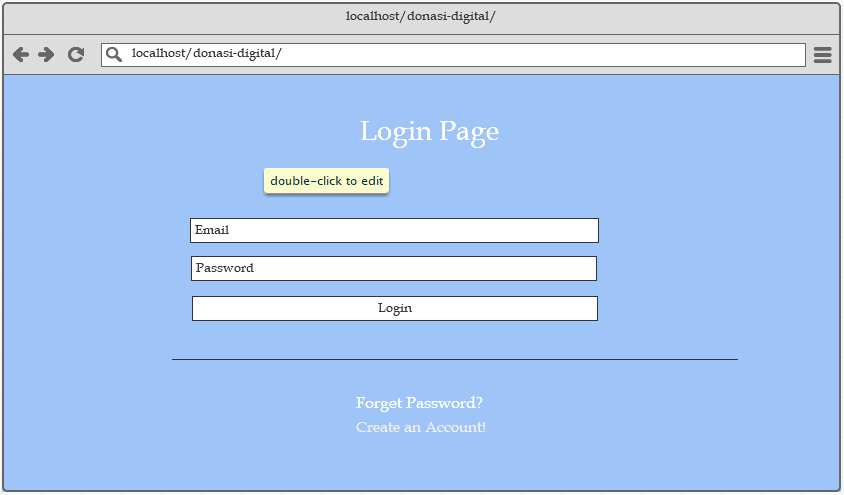 localhost/donasi-digital/
localhost/donasi-digital/
Login Page
double-click to edit
Email
Password
Login
Forget Password?
Create an Account!